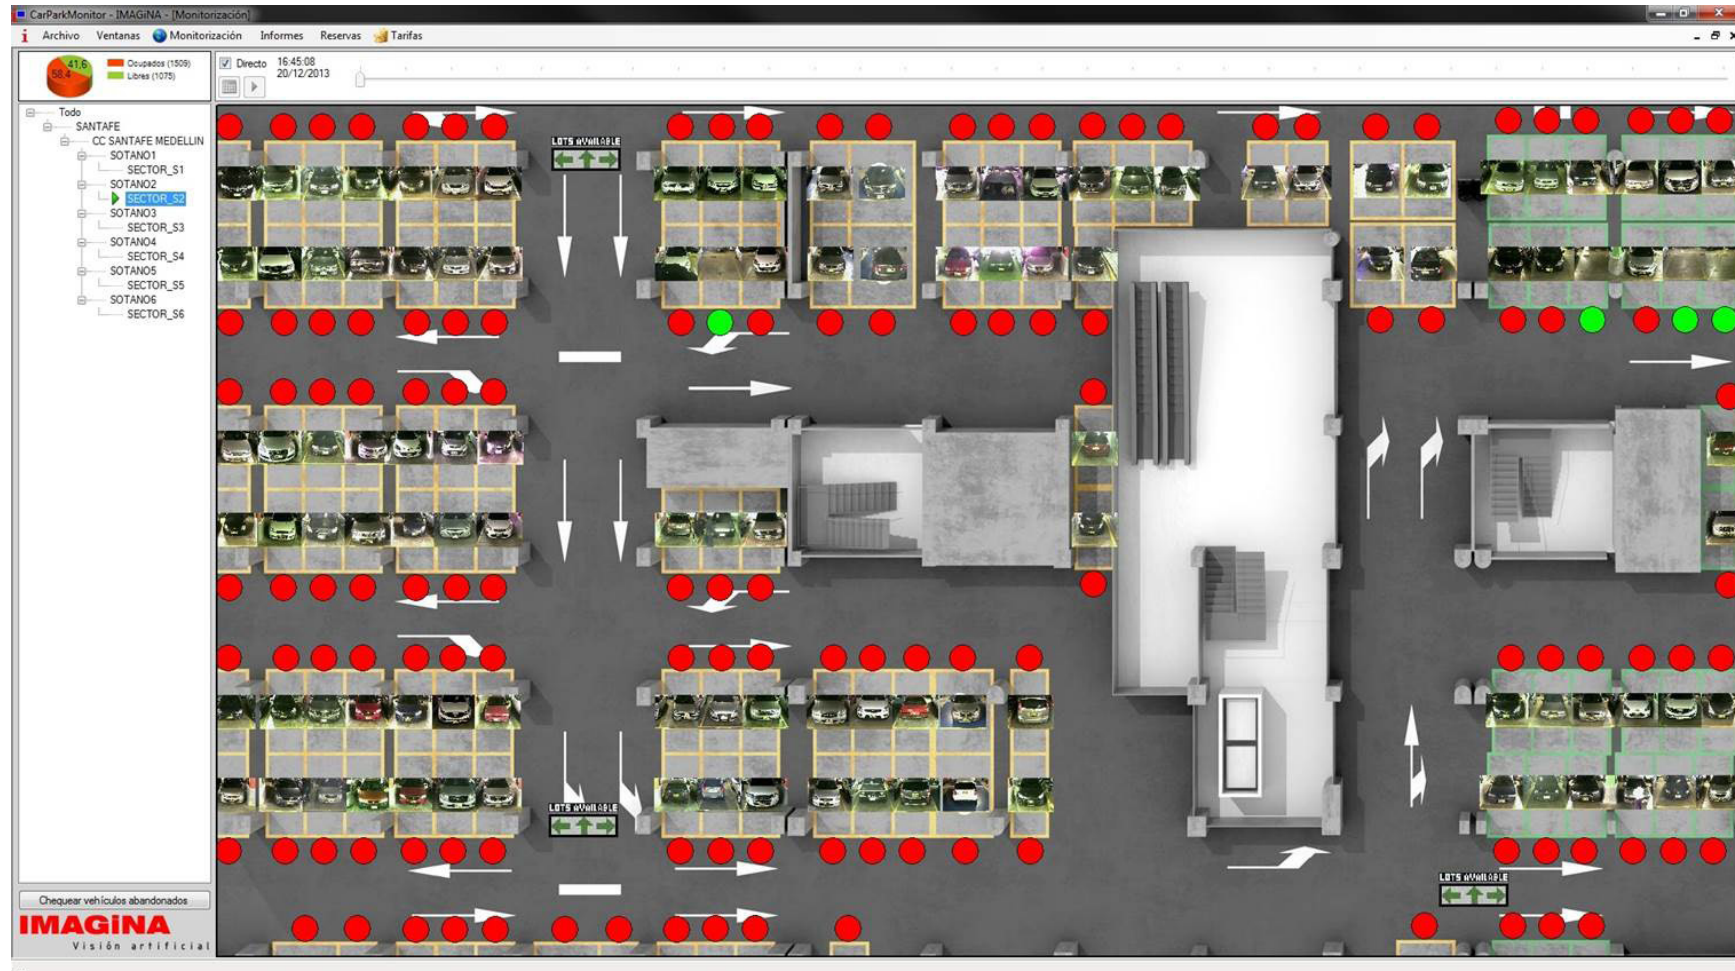 CarParkMonitor - IMAGiNA - [Monitorización]
Archivo Ventanas Monitorización Informes Reservas Tarifas
41,6
58,4
Ocupados (1509)
Libres (1075)
Directo 16:45:08
20/12/2013
Todo
SANTAFE
CC SANTAFE MEDELLIN
SOTANO1
SECTOR_S1
SOTANO2
SECTOR_S2
SOTANO3
SECTOR_S3
SOTANO4
SECTOR_S4
SOTANO5
SECTOR_S5
SOTANO6
SECTOR_S6
LOTS AVAILABLE
LOTS AVAILABLE
LOTS AVAILABLE
Chequear vehículos abandonados
IMAGiNA
Visión artificial